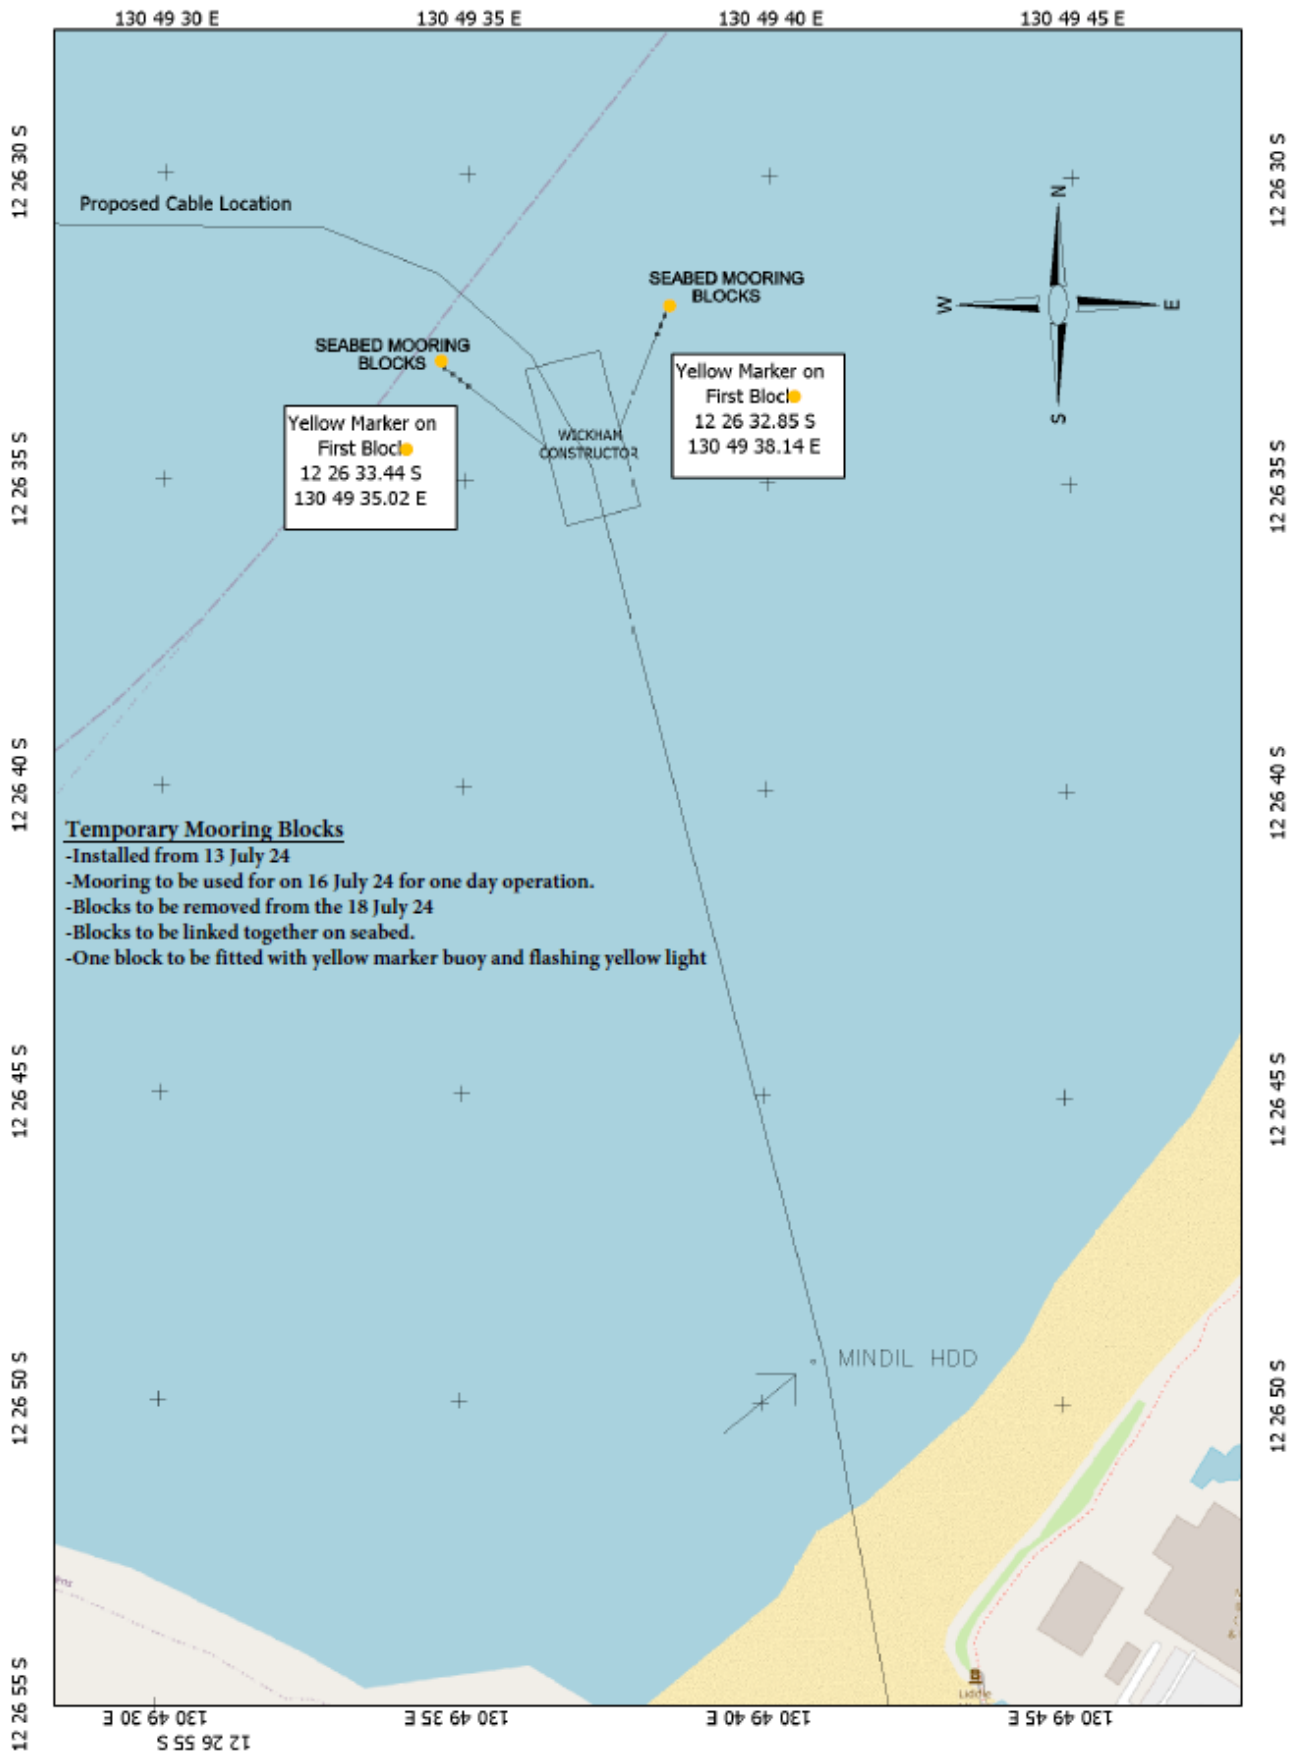 130 49 30 E
130 49 35 E
130 49 40 E
130 49 45 E
12 26 30 S
12 26 30 S
Proposed Cable Location
N
W
E
S
SEABED MOORING
BLOCKS
SEABED MOORING
BLOCKS
Yellow Marker on
First Block
12 26 32.85 S
130 49 38.14 E
Yellow Marker on
First Block
12 26 33.44 S
130 49 35.02 E
WICKHAM
CONSTRUCTOR
12 26 35 S
12 26 35 S
12 26 40 S
12 26 40 S
Temporary Mooring Blocks
-Installed from 13 July 24
-Mooring to be used for on 16 July 24 for one day operation.
-Blocks to be removed from the 18 July 24
-Blocks to be linked together on seabed.
-One block to be fitted with yellow marker buoy and flashing yellow light
12 26 45 S
12 26 45 S
MINDIL HDD
12 26 50 S
12 26 50 S
ens
Liddle
12 26 55 S
130 49 30 E
130 49 35 E
130 49 40 E
130 49 45 E
12 26 55 S